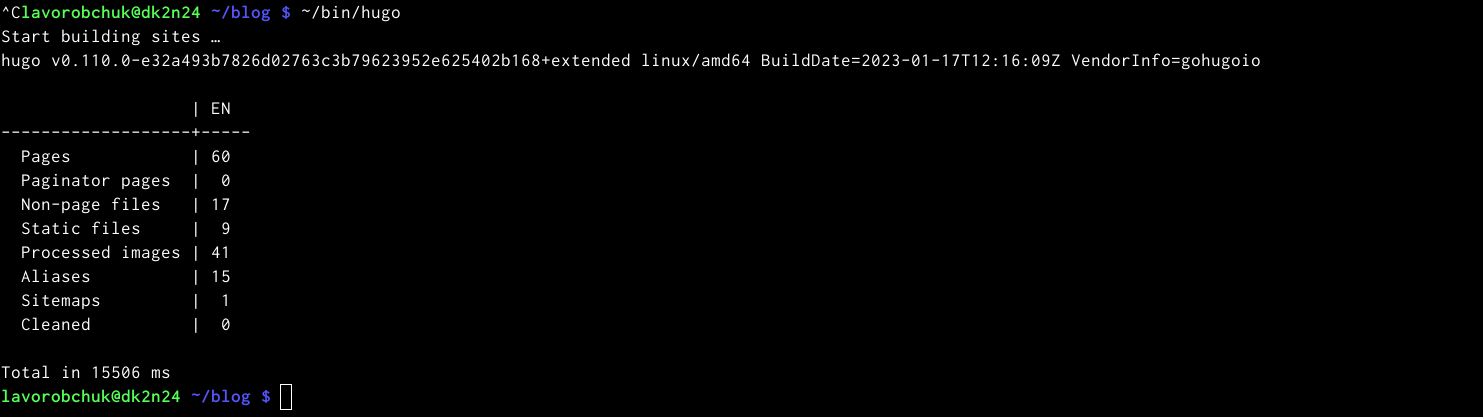 ^Clavorobchuk@dk2n24 ~/blog $ ~/bin/hugo
Start building sites …
hugo v0.110.0-e32a493b7826d02763c3b79623952e625402b168+extended linux/amd64 BuildDate=2023-01-17T12:16:09Z VendorInfo=gohugoio
                   | EN
-------------------+-----
  Pages            | 60
  Paginator pages  |  0
  Non-page files   | 17
  Static files     |  9
  Processed images | 41
  Aliases          | 15
  Sitemaps         |  1
  Cleaned          |  0
Total in 15506 ms
lavorobchuk@dk2n24 ~/blog $